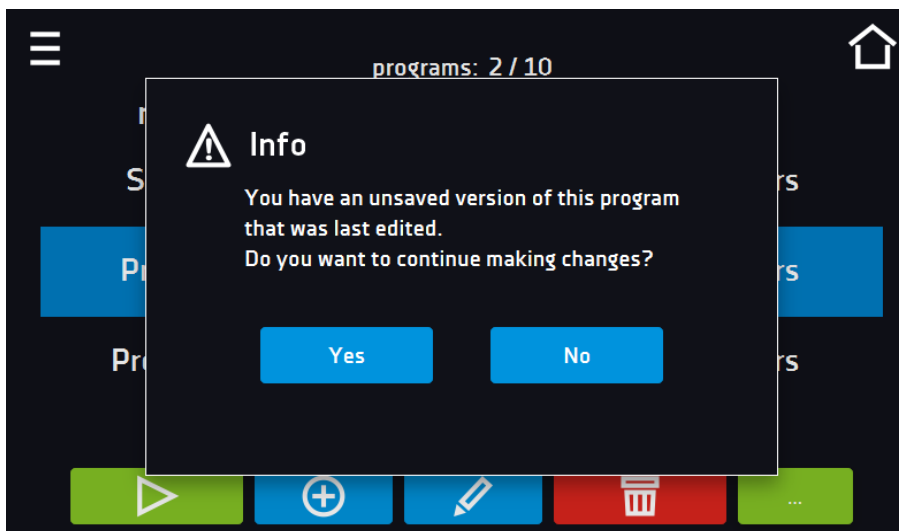 programs: 2 / 10
Info
You have an unsaved version of this program
that was last edited.
Do you want to continue making changes?
Yes
No
...